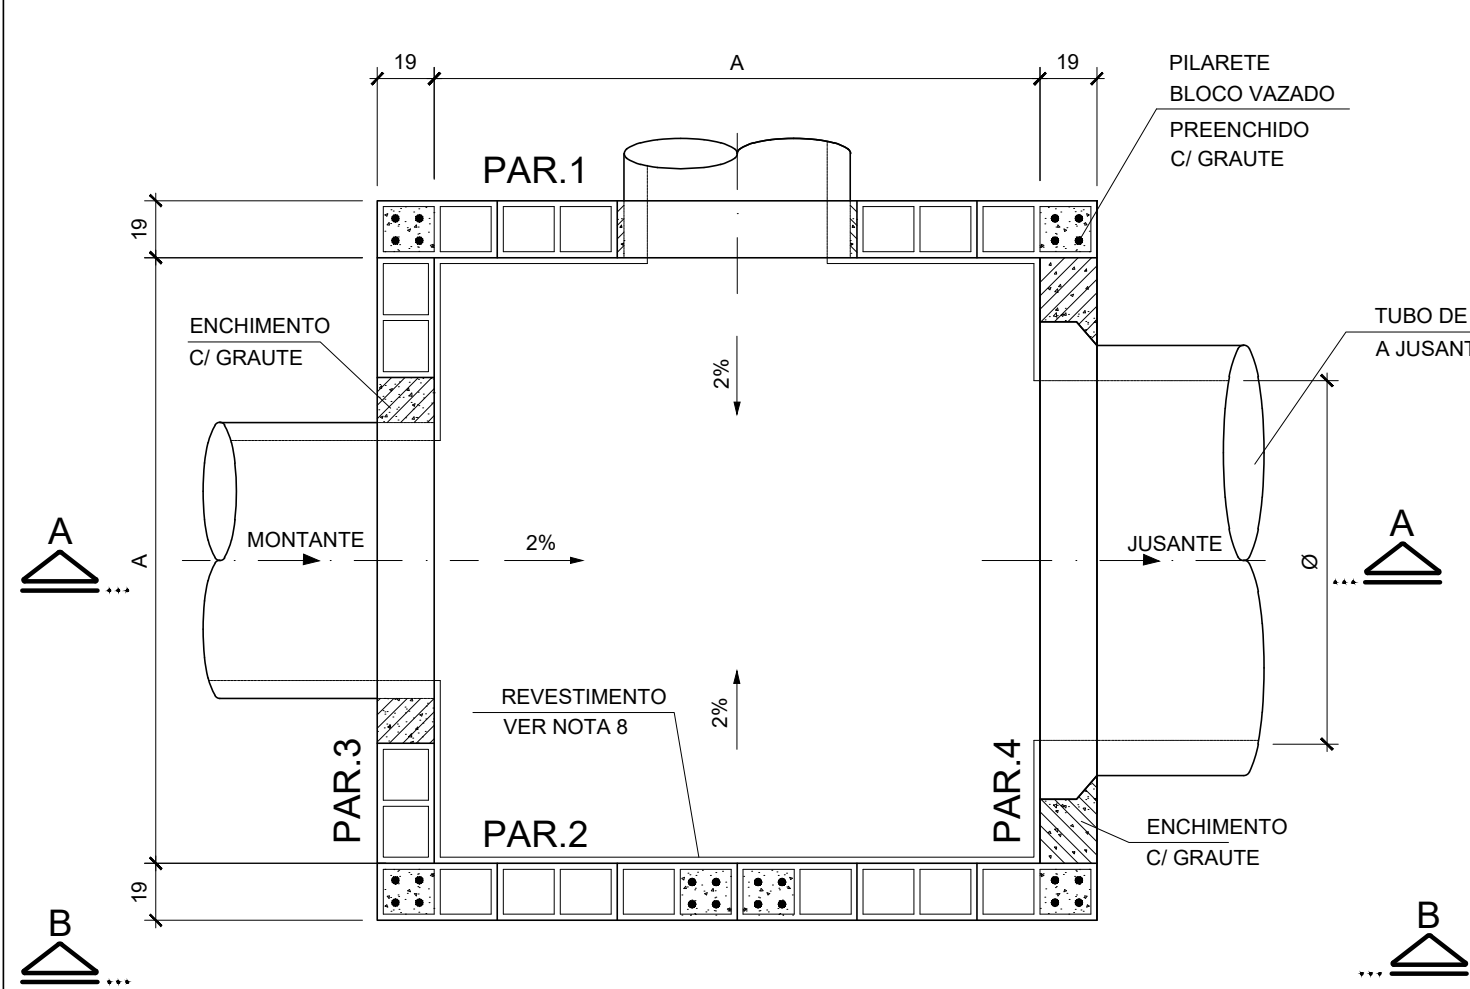 19
A
19
PILARETE
BLOCO VAZADO
PREENCHIDO
C/ GRAUTE
PAR.1
19
ENCHIMENTO
C/ GRAUTE
TUBO DE
A JUSANT
2%
A
MONTANTE
2%
JUSANTE
A
A
Ø
REVESTIMENTO
VER NOTA 8
2%
PAR.3
PAR.2
PAR.4
ENCHIMENTO
C/ GRAUTE
19
B
B